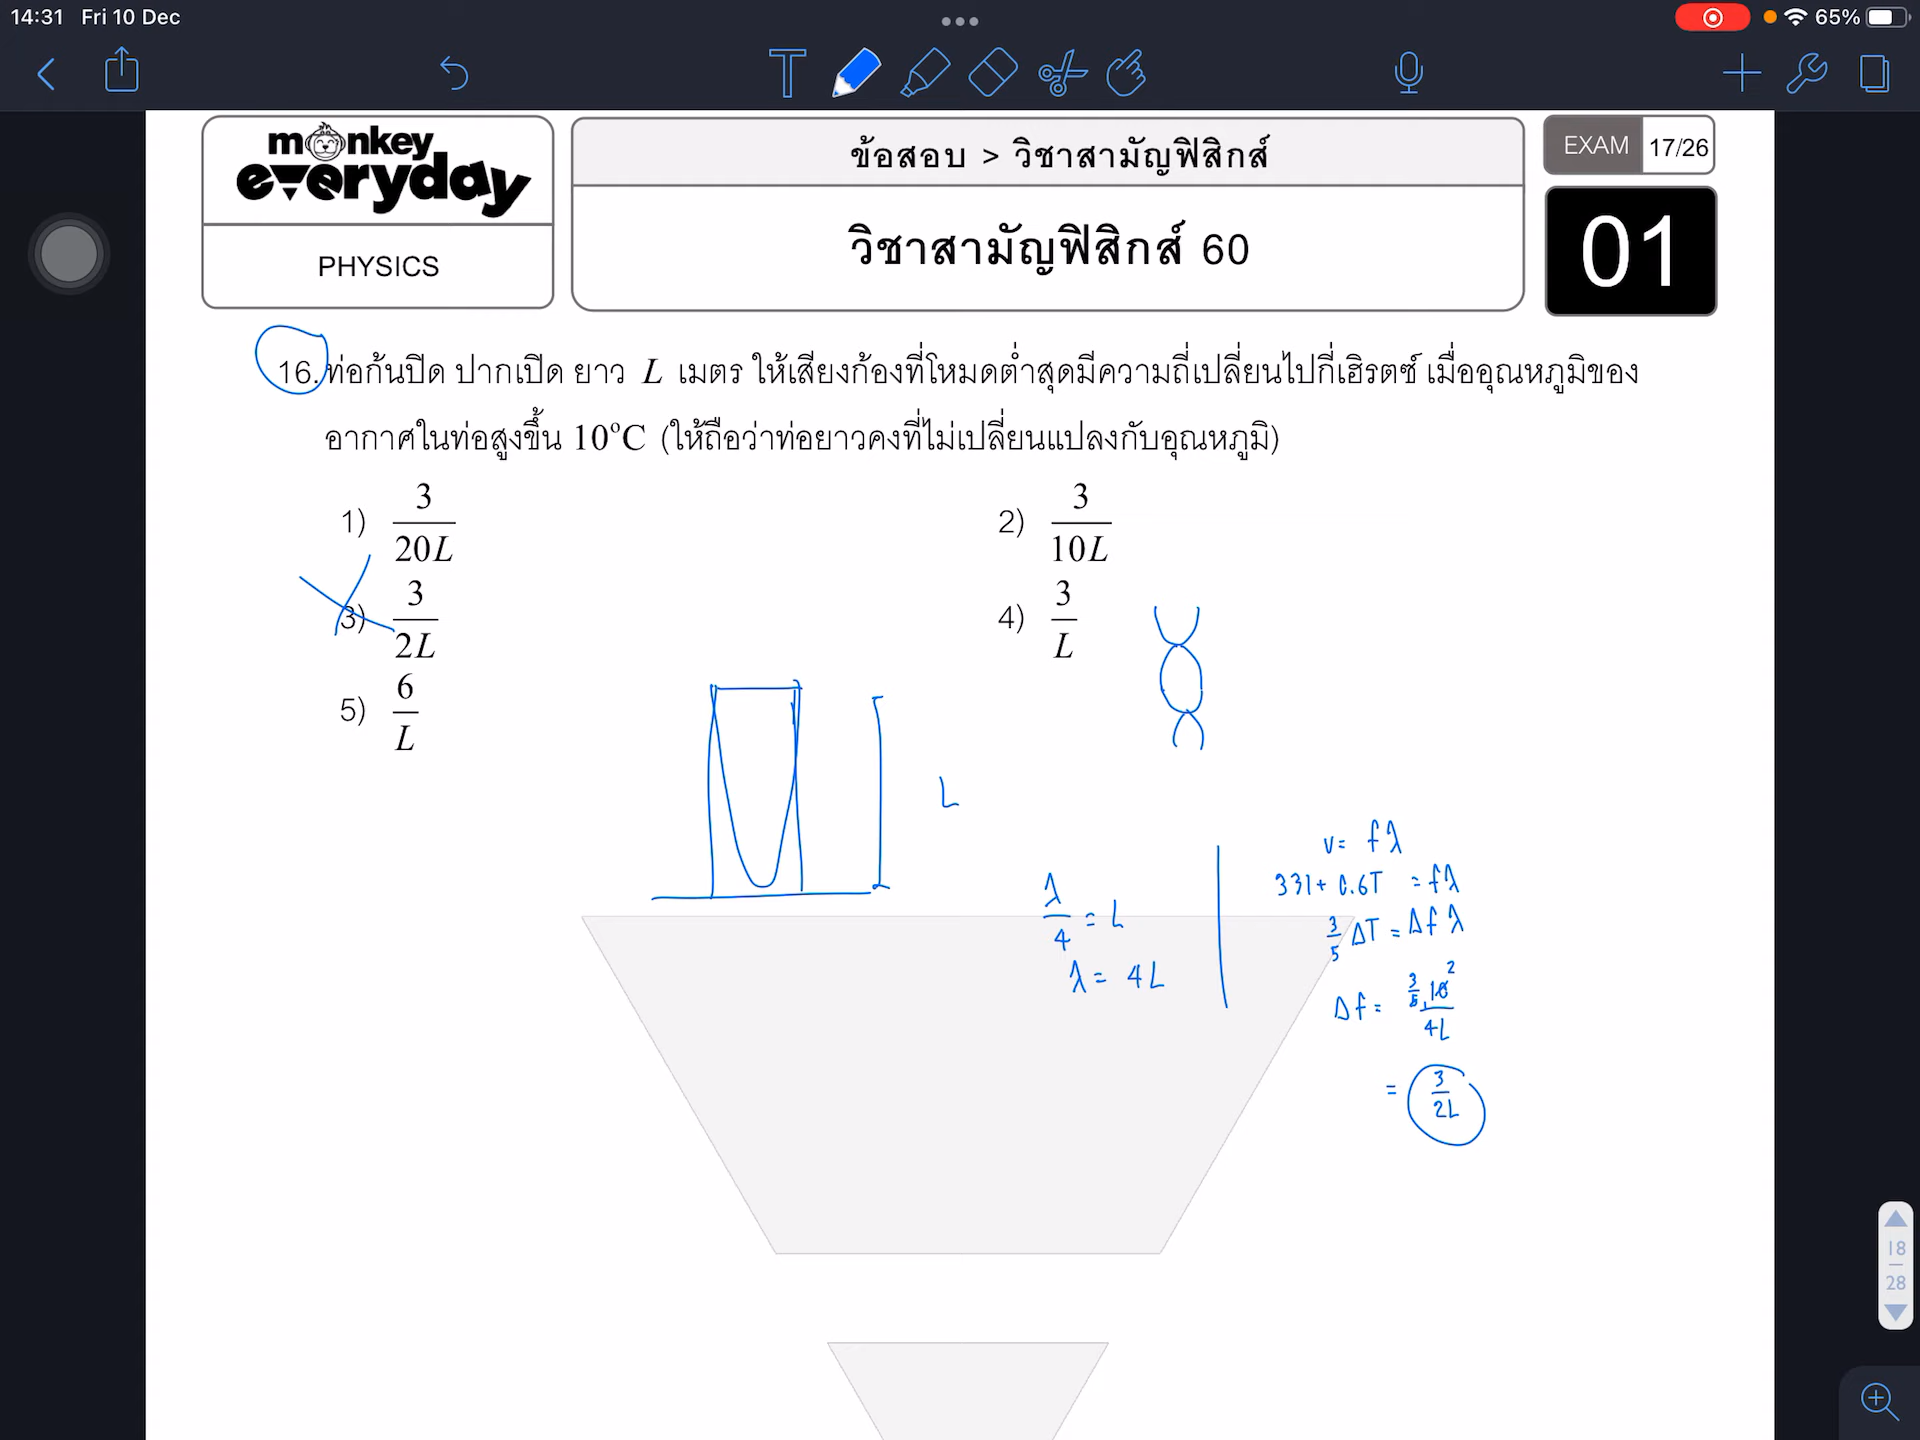 14:31 Fri 10 Dec
65%
monkey
everyday
PHYSICS
ข้อสอบ > วิชาสามัญฟิสิกส์
วิชาสามัญฟิสิกส์ 60
EXAM 17/26
01
16. ท่อก้นปิด ปากเปิด ยาว L เมตร ให้เสียงก้องที่โหมดต่ำสุดมีความถี่เปลี่ยนไปกี่เฮิรตซ์ เมื่ออุณหภูมิของ
อากาศในท่อสูงขึ้น 10°C (ให้ถือว่าท่อยาวคงที่ไม่เปลี่ยนแปลงกับอุณหภูมิ)
1) 3/20L
2) 3/10L
3) 3/2L
4) 3/L
5) 6/L
L
λ/4 = L
λ = 4L
v = fλ
331 + 0.6T = fλ
3/5 ΔT = Δf λ
Δf = 3/5 · 10 2 / 4L
= 3/2L
18
28